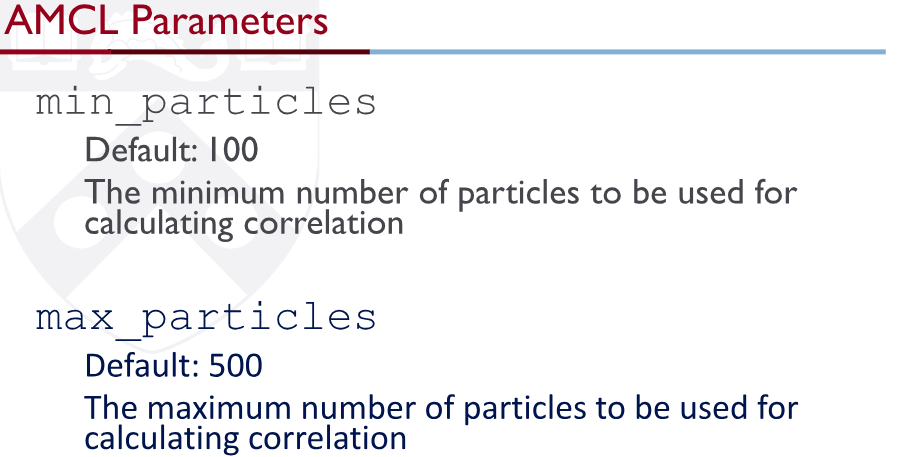 AMCL Parameters
min_particles
Default: 100
The minimum number of particles to be used for
calculating correlation
max_particles
Default: 500
The maximum number of particles to be used for
calculating correlation